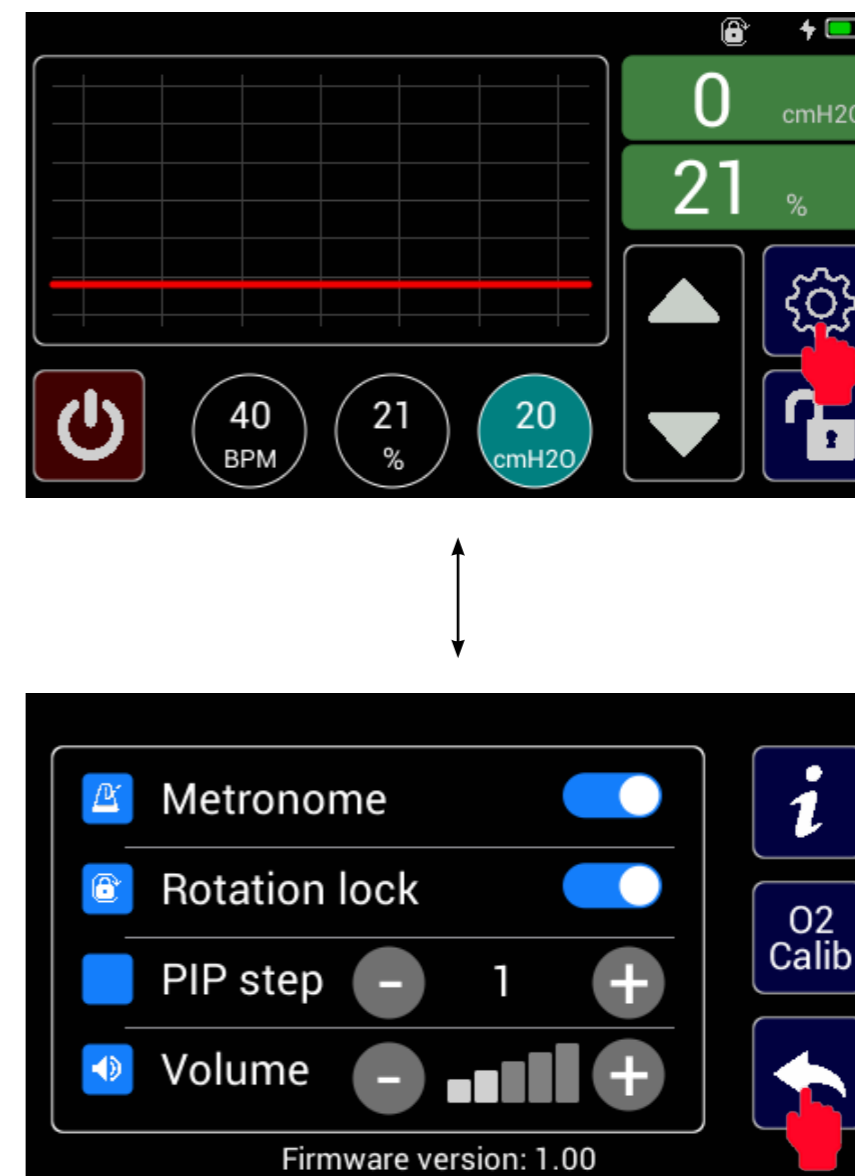 0 cmH2O
21 %
40 BPM
21 %
20 cmH2O
Metronome
Rotation lock
PIP step - 1 +
Volume - +
i
O2
Calib
Firmware version: 1.00